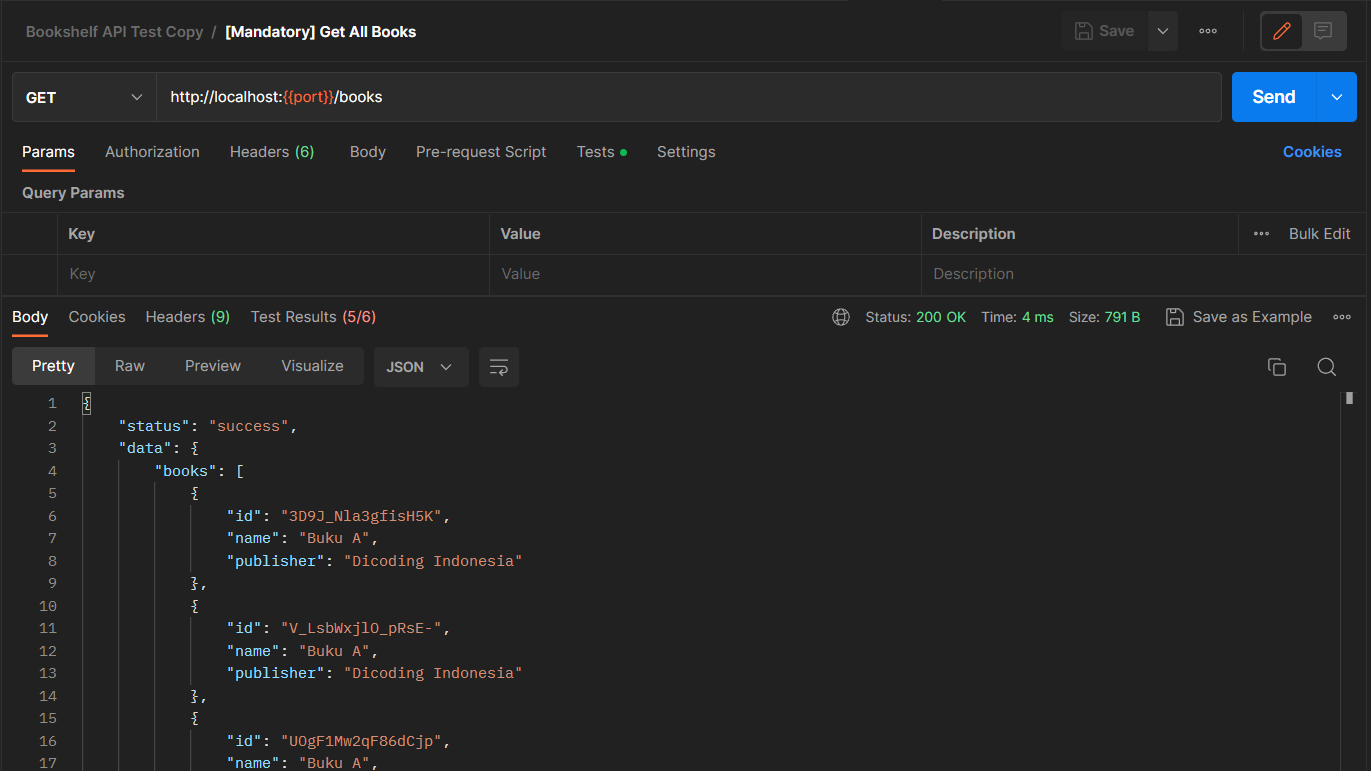 Bookshelf API Test Copy / [Mandatory] Get All Books
Save
GET
http://localhost:{{port}}/books
Send
Params Authorization Headers (6) Body Pre-request Script Tests Settings Cookies
Query Params
Key Value Description Bulk Edit
Key Value Description
Body Cookies Headers (9) Test Results (5/6) Status: 200 OK Time: 4 ms Size: 791 B Save as Example
Pretty Raw Preview Visualize JSON
1 {
2 "status": "success",
3 "data": {
4 "books": [
5 {
6 "id": "3D9J_Nla3gfisH5K",
7 "name": "Buku A",
8 "publisher": "Dicoding Indonesia"
9 },
10 {
11 "id": "V_LsbWxjlO_pRsE-",
12 "name": "Buku A",
13 "publisher": "Dicoding Indonesia"
14 },
15 {
16 "id": "UOgF1Mw2qF86dCjp",
17 "name": "Buku A",